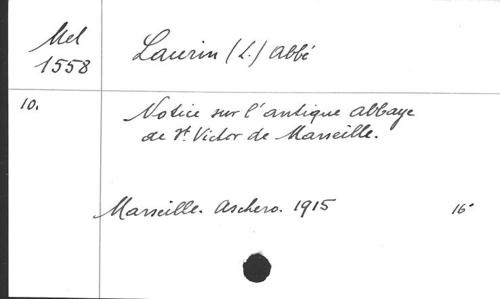 Mel
1558
Laurin (L.) Abbé
10.
Notice sur l'antique abbaye
de St Victor de Marseille.
Marseille. Aschero. 1915
16°